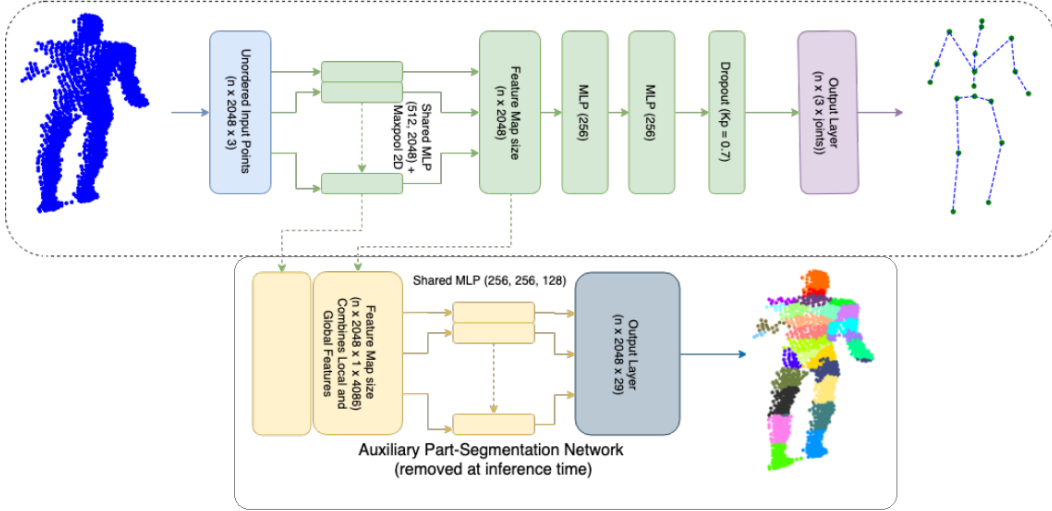 Unordered Input Points
(n x 2048 x 3)
Shared MLP
(512, 2048) +
Maxpool 2D
Feature Map size
(n x 2048)
MLP (256)
MLP (256)
Dropout (Kp = 0.7)
Output Layer
(n x (3 x joints))
Feature Map size
(n x 2048 x 1 x 4086)
Combines Local and
Global Features
Shared MLP (256, 256, 128)
Output Layer
(n x 2048 x 29)
Auxiliary Part-Segmentation Network
(removed at inference time)